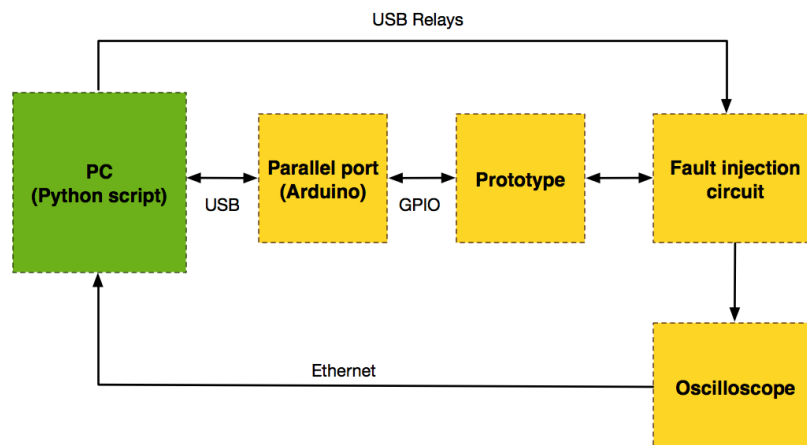 USB Relays
PC
(Python script)
USB
Parallel port
(Arduino)
GPIO
Prototype
Fault injection
circuit
Ethernet
Oscilloscope